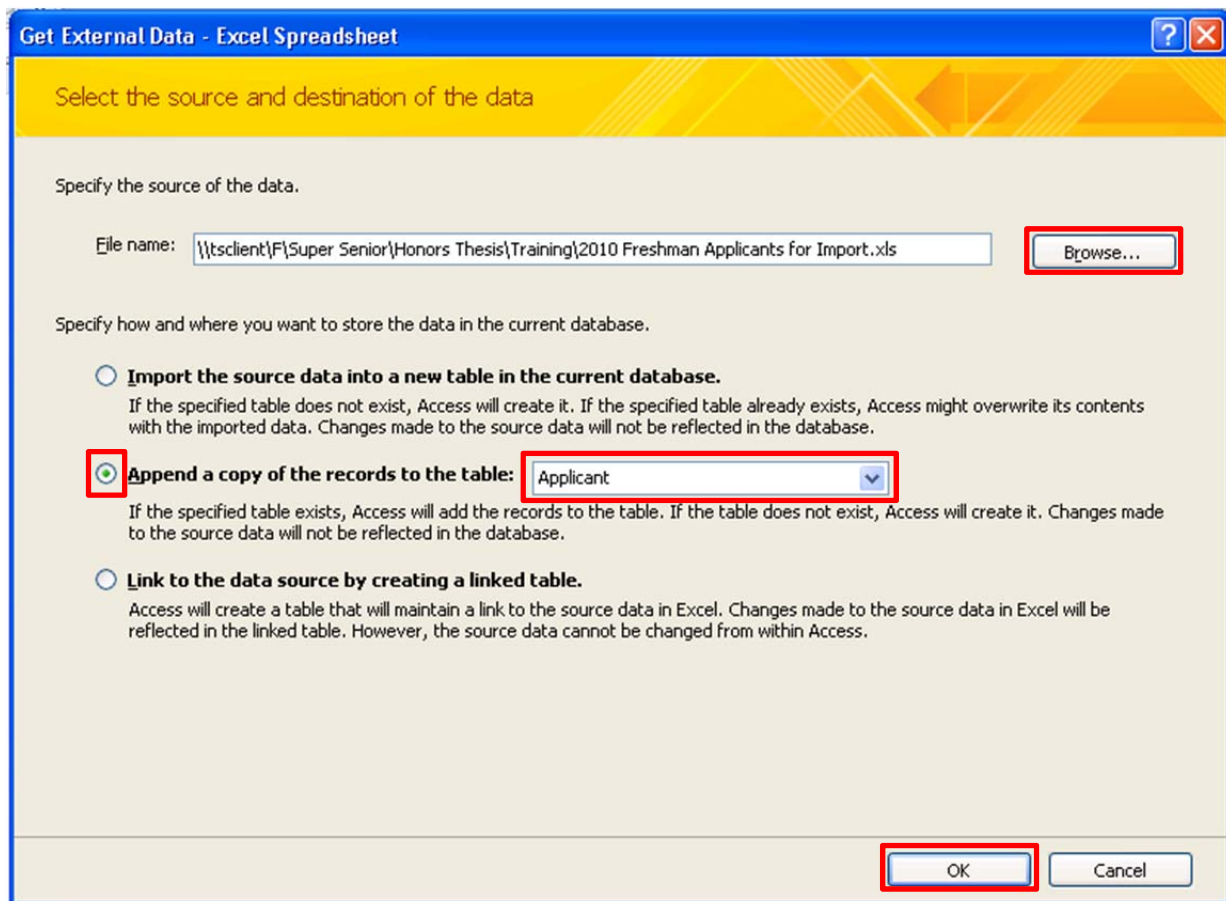 Get External Data - Excel Spreadsheet
Select the source and destination of the data
Specify the source of the data.
File name: \\tsclient\F\Super Senior\Honors Thesis\Training\2010 Freshman Applicants for Import.xls Browse...
Specify how and where you want to store the data in the current database.
Import the source data into a new table in the current database.
If the specified table does not exist, Access will create it. If the specified table already exists, Access might overwrite its contents
with the imported data. Changes made to the source data will not be reflected in the database.
Append a copy of the records to the table: Applicant
If the specified table exists, Access will add the records to the table. If the table does not exist, Access will create it. Changes made
to the source data will not be reflected in the database.
Link to the data source by creating a linked table.
Access will create a table that will maintain a link to the source data in Excel. Changes made to the source data in Excel will be
reflected in the linked table. However, the source data cannot be changed from within Access.
OK Cancel